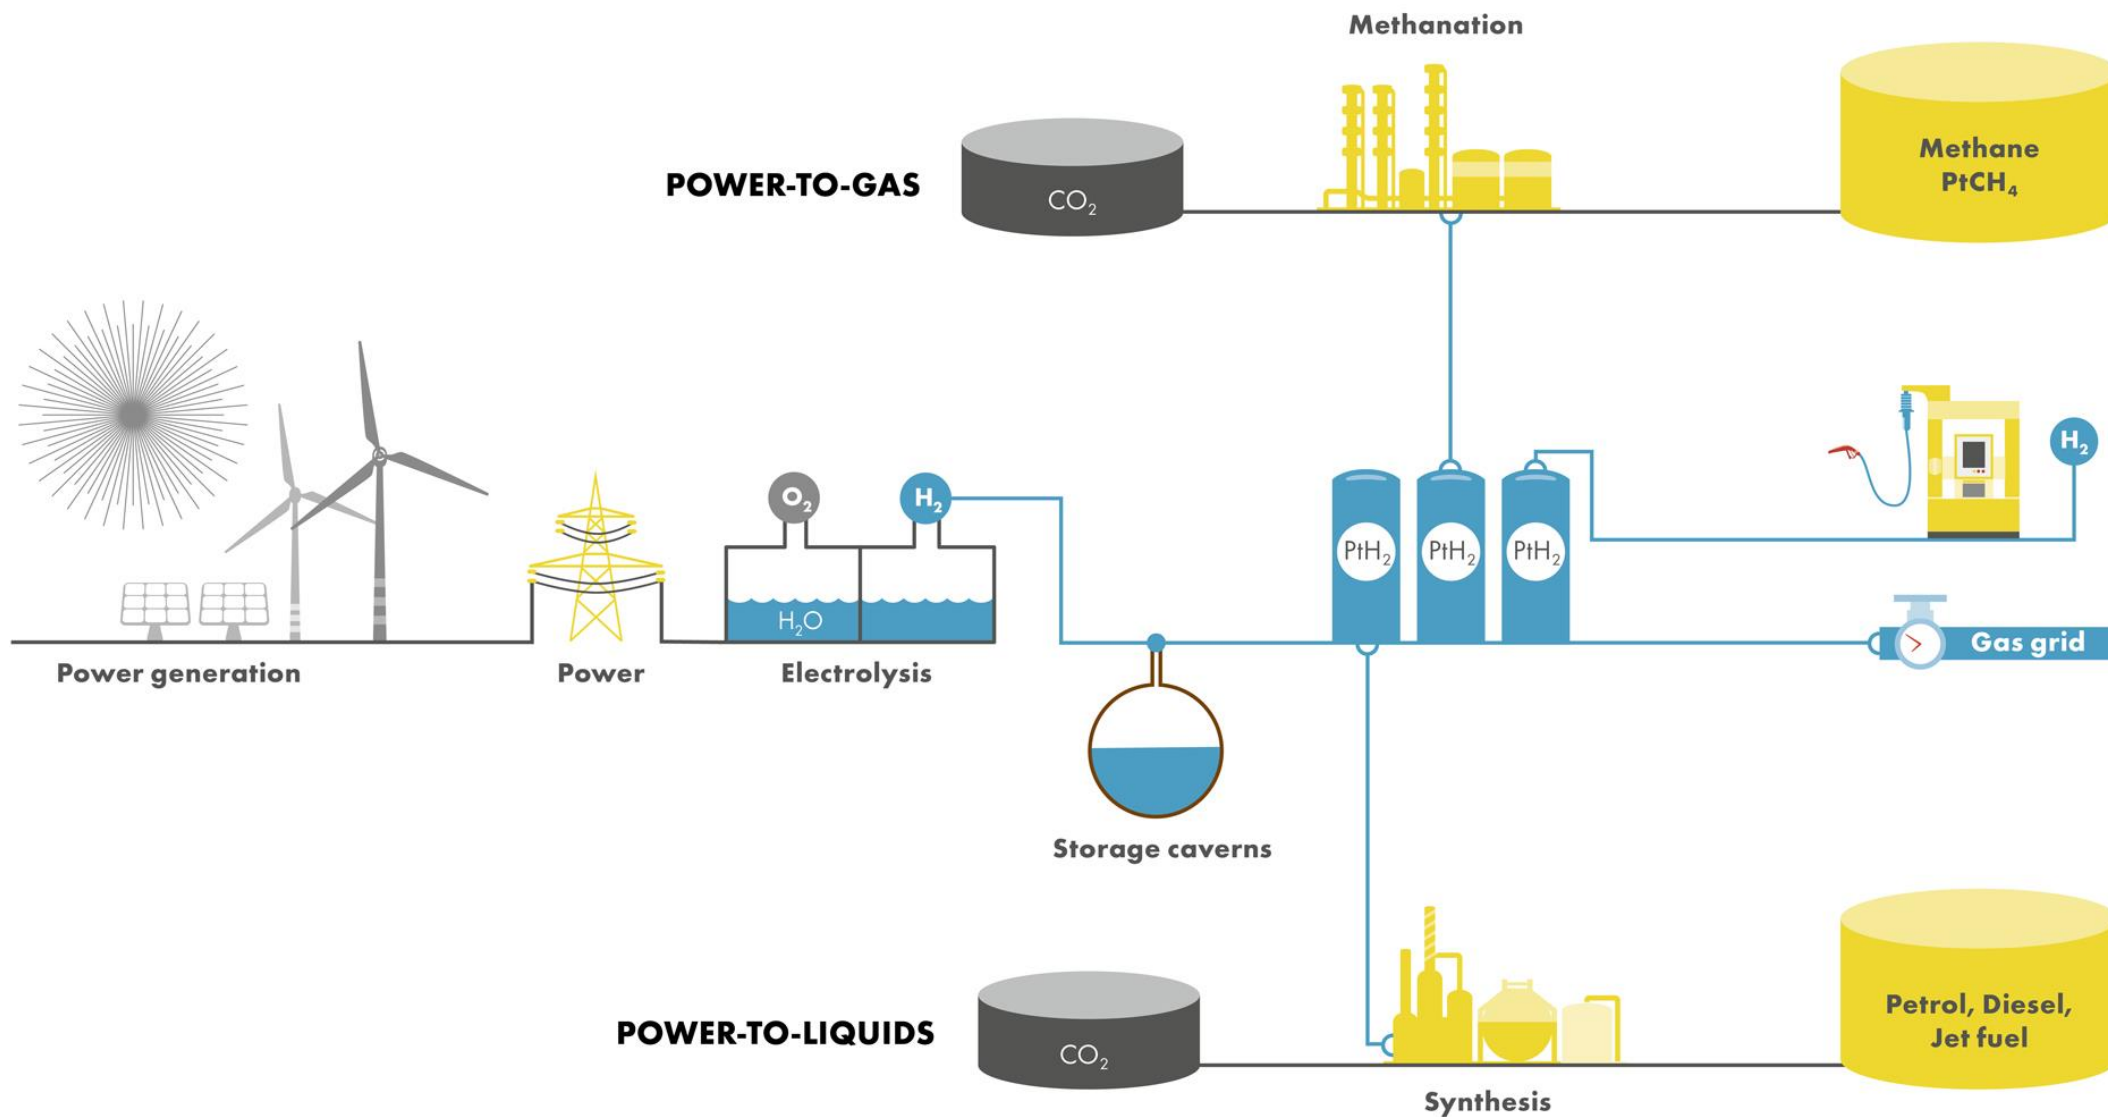 Methanation
POWER-TO-GAS
CO₂
Methane
PtCH₄
O₂
H₂
H₂
PtH₂
PtH₂
PtH₂
H₂O
Gas grid
Power generation
Power
Electrolysis
Storage caverns
POWER-TO-LIQUIDS
CO₂
Petrol, Diesel,
Jet fuel
Synthesis